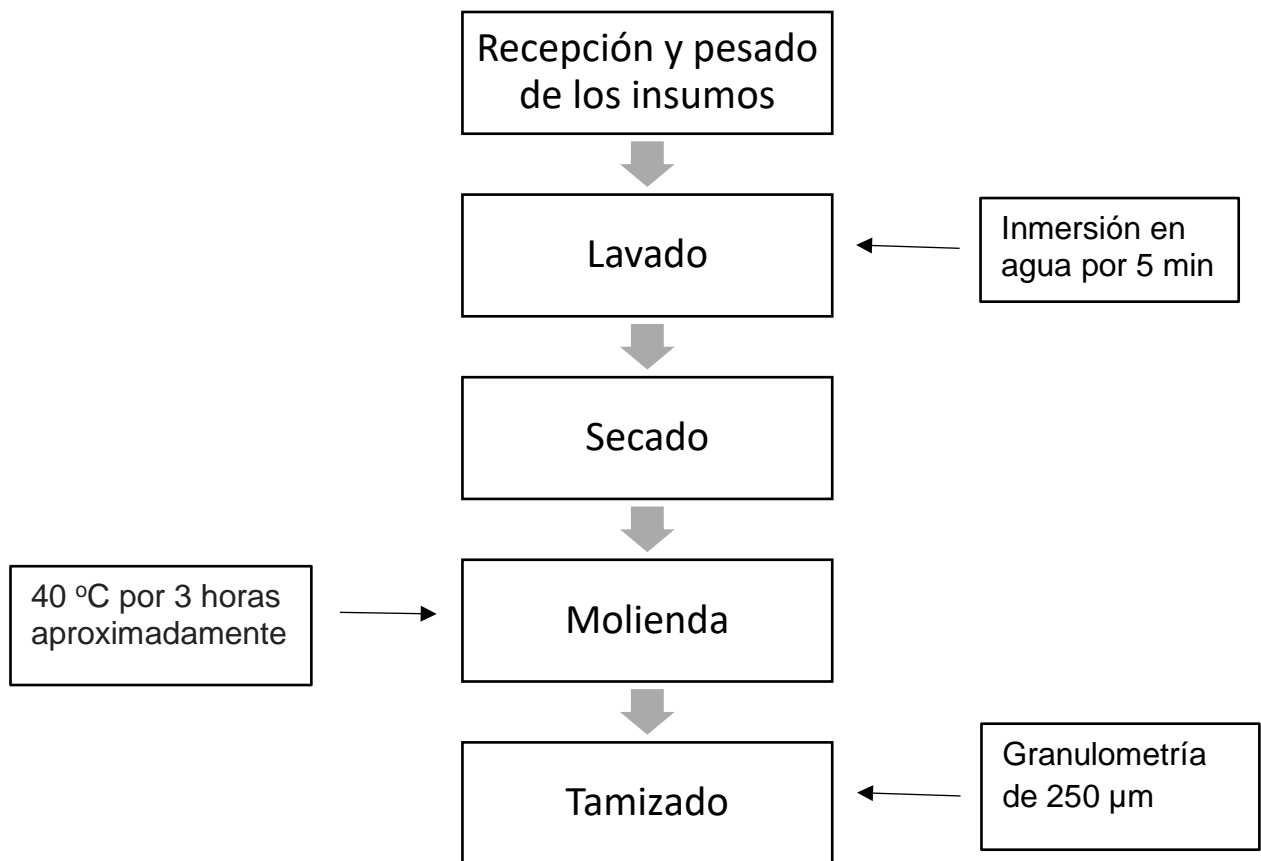 Recepción y pesado
de los insumos
Lavado
Inmersión en
agua por 5 min
Secado
40 ºC por 3 horas
aproximadamente
Molienda
Granulometría
de 250 µm
Tamizado